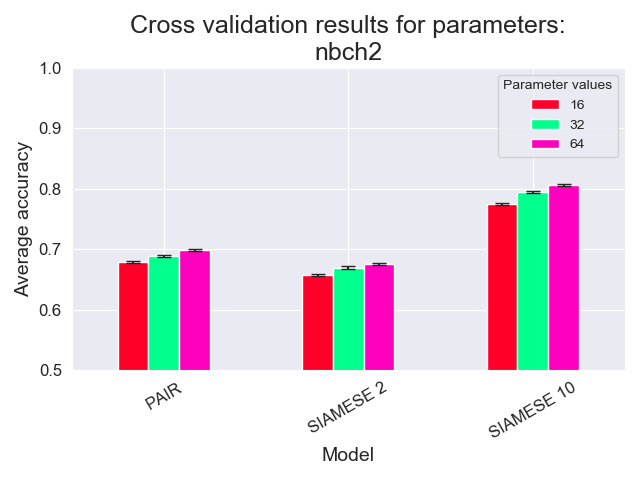 Cross validation results for parameters:
nbch2
Parameter values
16
32
64
1.0
0.9
0.8
0.7
0.6
0.5
Average accuracy
PAIR
SIAMESE 2
SIAMESE 10
Model